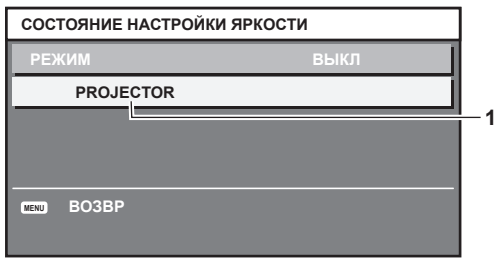 СОСТОЯНИЕ НАСТРОЙКИ ЯРКОСТИ
РЕЖИМ ВЫКЛ
PROJECTOR
1
MENU ВОЗВР